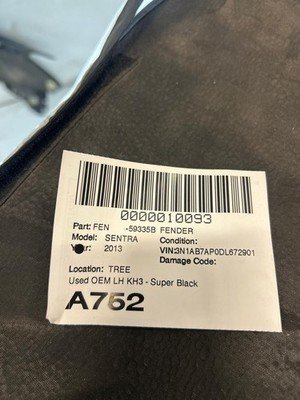 0000010093
Part: FEN -59335B FENDER
Model: SENTRA Condition:
Year: 2013 VIN:3N1AB7AP0DL672901
Damage Code:
Location: TREE
Used OEM LH KH3 - Super Black
A752